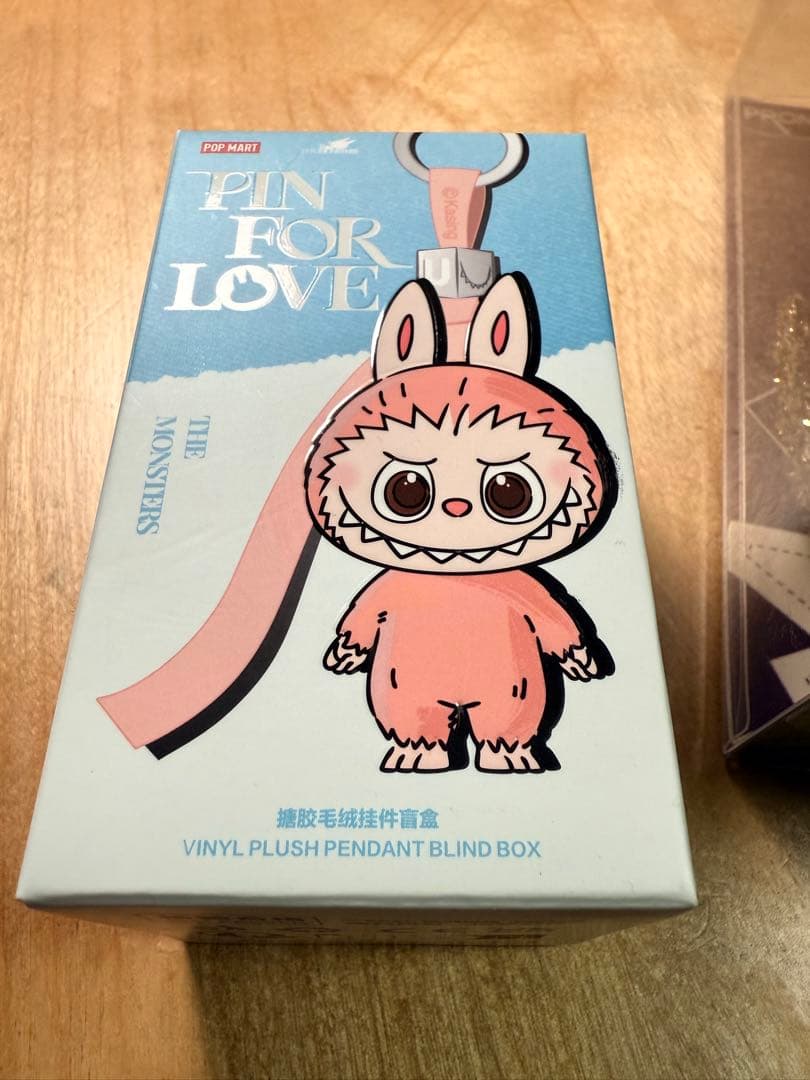 POP MART
PIN
FOR
LOVE
©Kasing
U
THE
MONSTERS
搪胶毛绒挂件盲盒
VINYL PLUSH PENDANT BLIND BOX